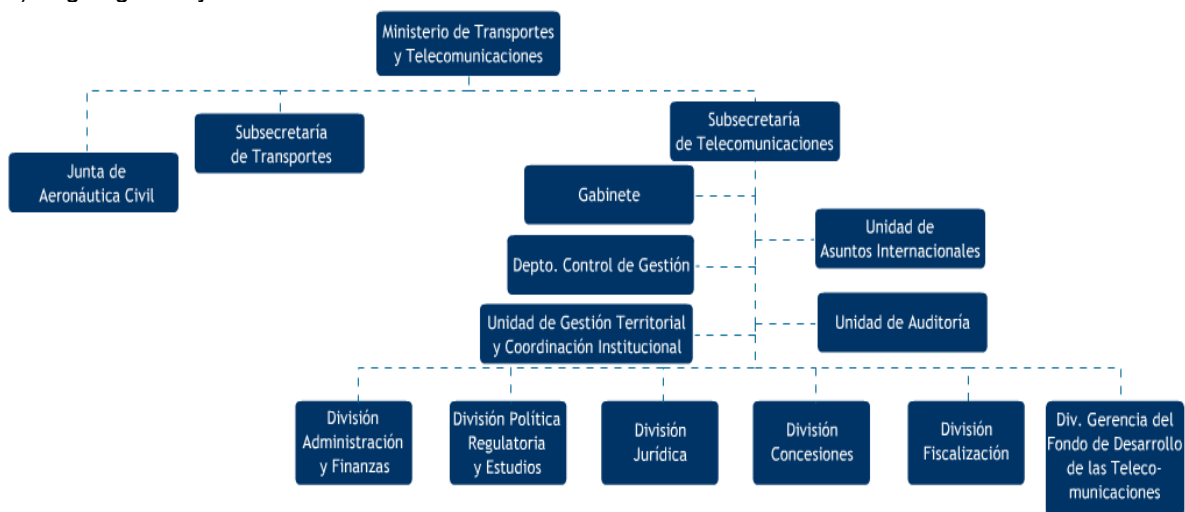 Ministerio de Transportes
y Telecomunicaciones
Subsecretaría
de Transportes
Subsecretaría
de Telecomunicaciones
Junta de
Aeronáutica Civil
Gabinete
Unidad de
Asuntos Internacionales
Depto. Control de Gestión
Unidad de Gestión Territorial
y Coordinación Institucional
Unidad de Auditoría
División
Administración
y Finanzas
División Política
Regulatoria
y Estudios
División
Jurídica
División
Concesiones
División
Fiscalización
Div. Gerencia del
Fondo de Desarrollo
de las Teleco-
municaciones